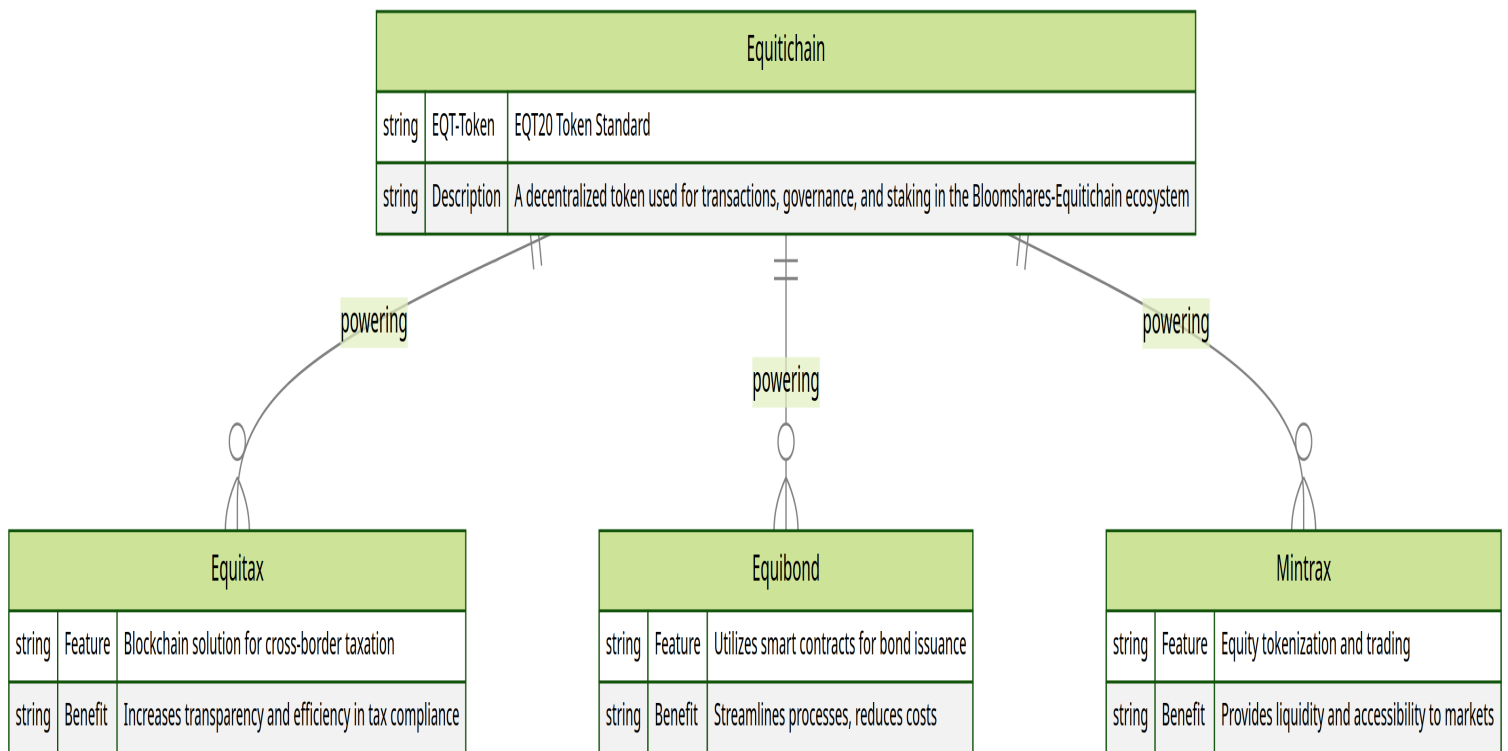 Equitichain
string EQT-Token EQT20 Token Standard
string Description A decentralized token used for transactions, governance, and staking in the Bloomshares-Equitichain ecosystem
powering powering
powering
Equitax Equibond Mintrax
string Feature Blockchain solution for cross-border taxation string Feature Utilizes smart contracts for bond issuance string Feature Equity tokenization and trading
string Benefit Increases transparency and efficiency in tax compliance string Benefit Streamlines processes, reduces costs string Benefit Provides liquidity and accessibility to markets